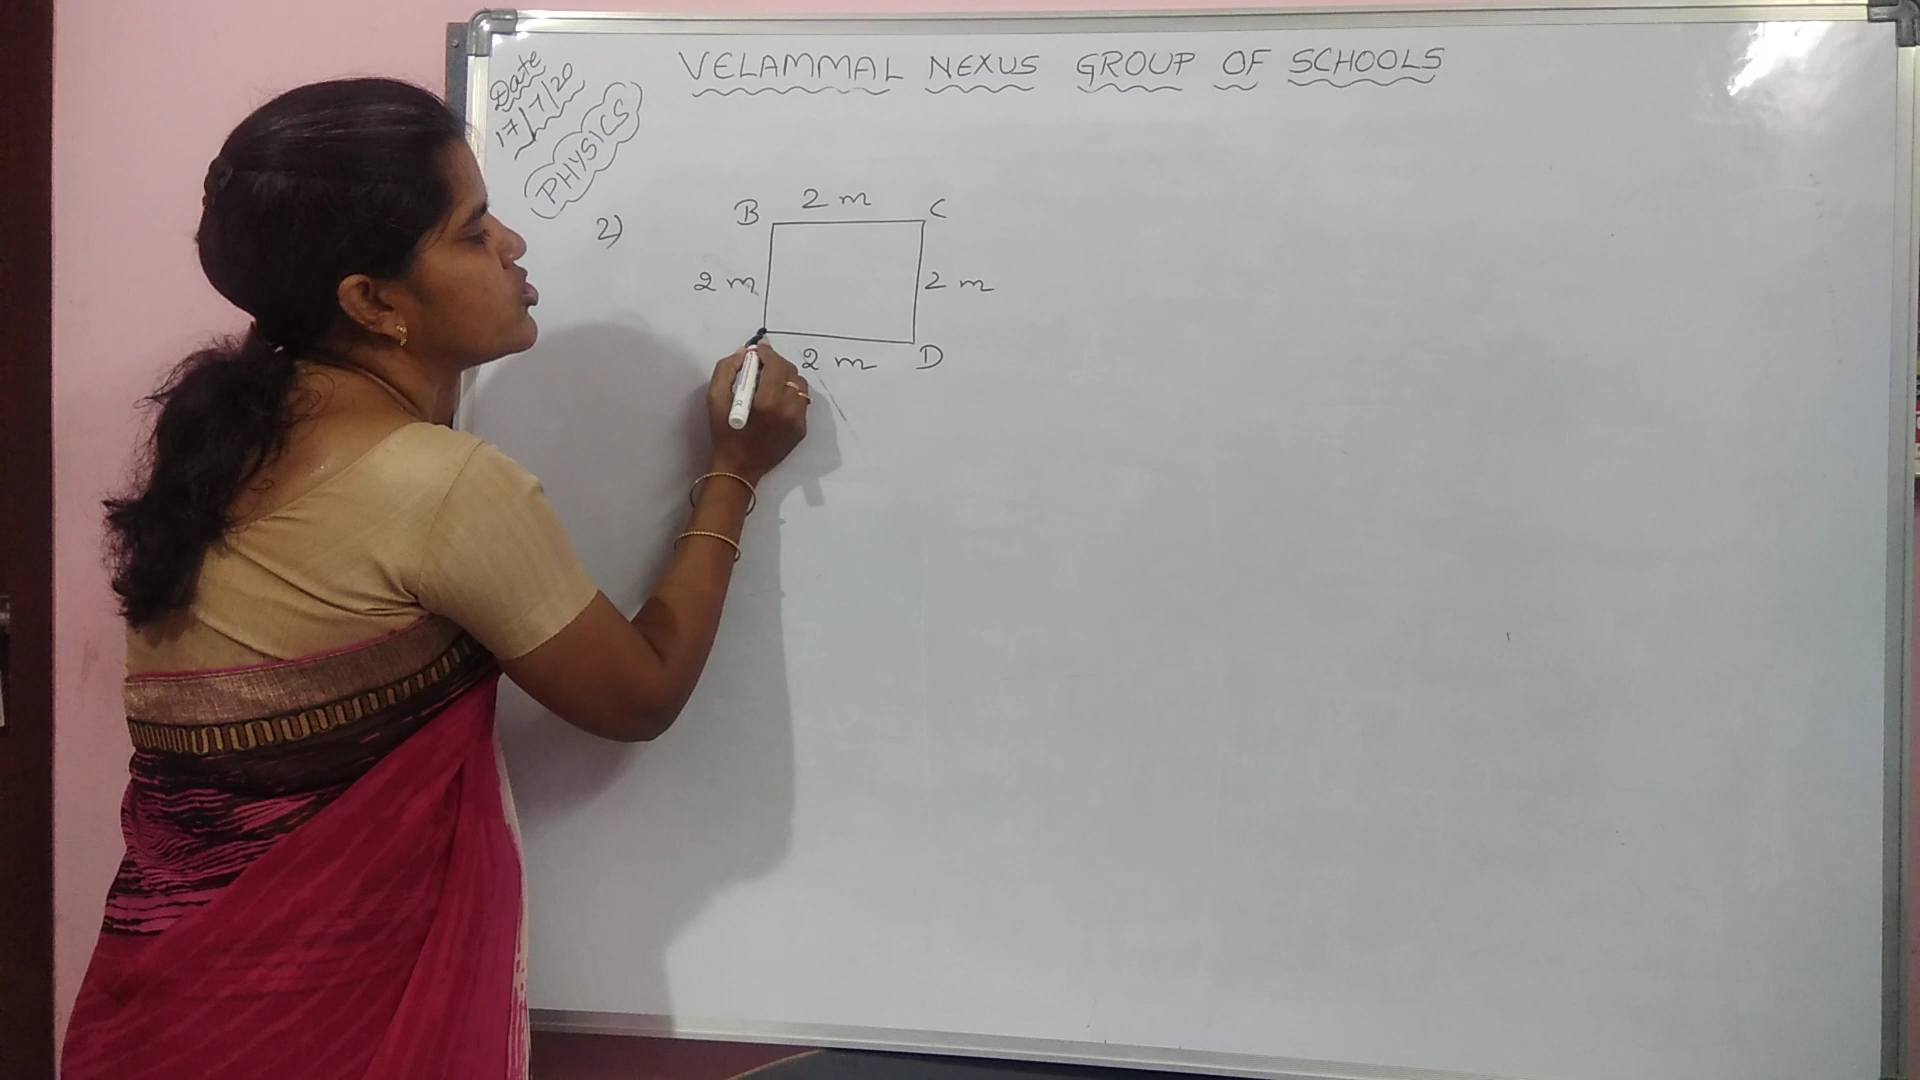 VELAMMAL NEXUS GROUP OF SCHOOLS
Date
17/7/20
PHYSICS
2)
B 2 m C
2 m 2 m
2 m D